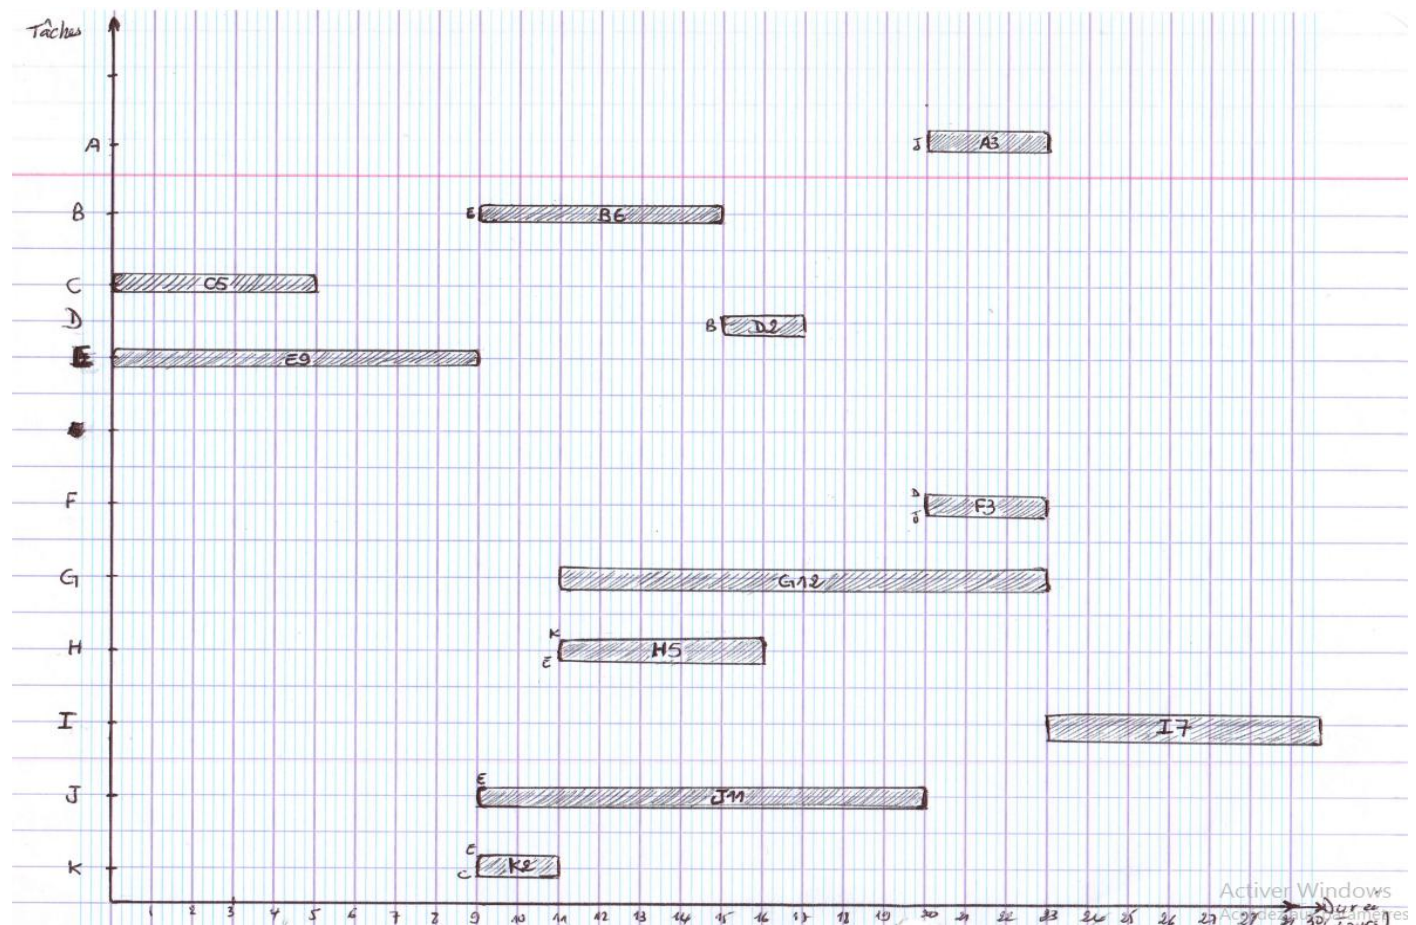 Tâches
A J A3
B E B6
C C5
D B D2
E E9
F D J F3
G G12
H K E H5
I I7
J E J11
K E C K2
1 2 3 4 5 6 7 8 9 10 11 12 13 14 15 16 17 18 19 20 21 22 23 24 25 26 27 30
Durée
Activer Windows